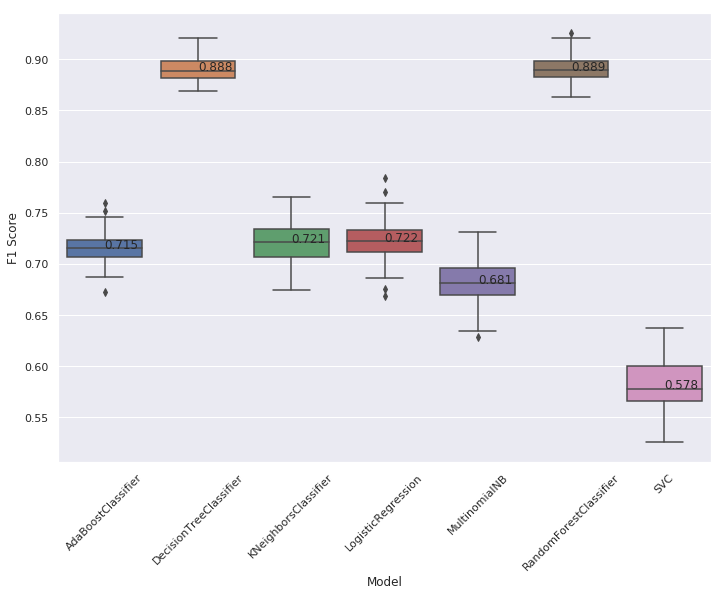 0.90
0.85
0.80
0.75
0.70
0.65
0.60
0.55
F1 Score
0.715
0.888
0.721
0.722
0.681
0.889
0.578
AdaBoostClassifier
DecisionTreeClassifier
KNeighborsClassifier
LogisticRegression
MultinomialNB
RandomForestClassifier
SVC
Model